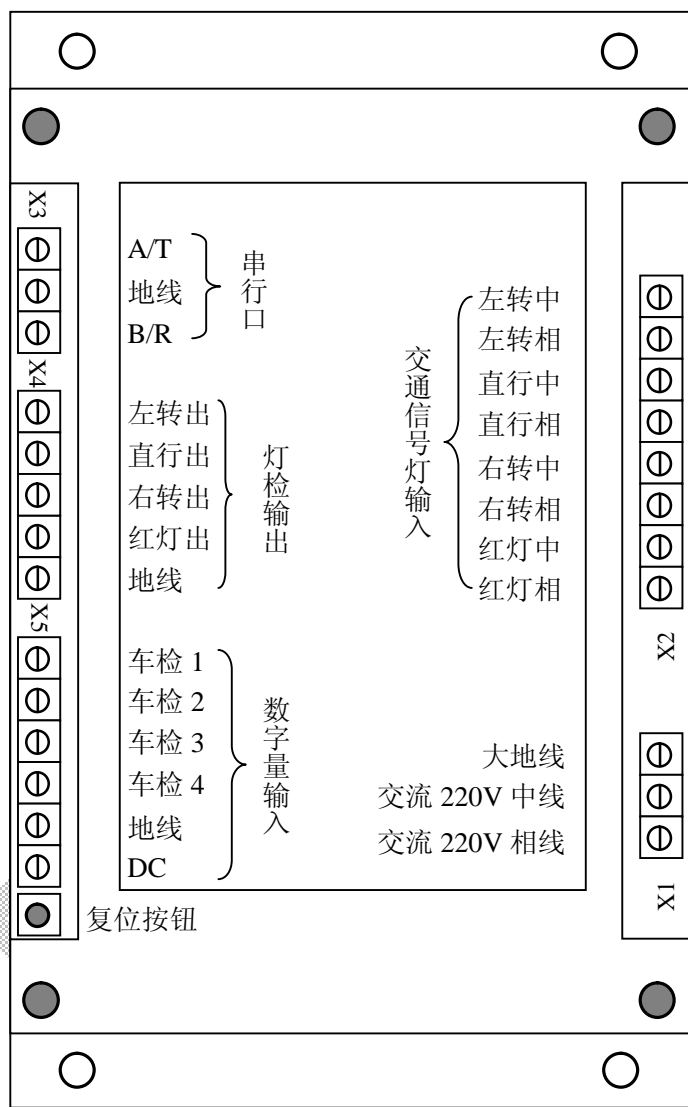 X3
A/T
地线
B/R
串行口
X4
左转出
直行出
右转出
红灯出
地线
灯检输出
X5
车检 1
车检 2
车检 3
车检 4
地线
DC
数字量输入
复位按钮
交通信号灯输入
左转中
左转相
直行中
直行相
右转中
右转相
红灯中
红灯相
X2
大地线
交流 220V 中线
交流 220V 相线
X1